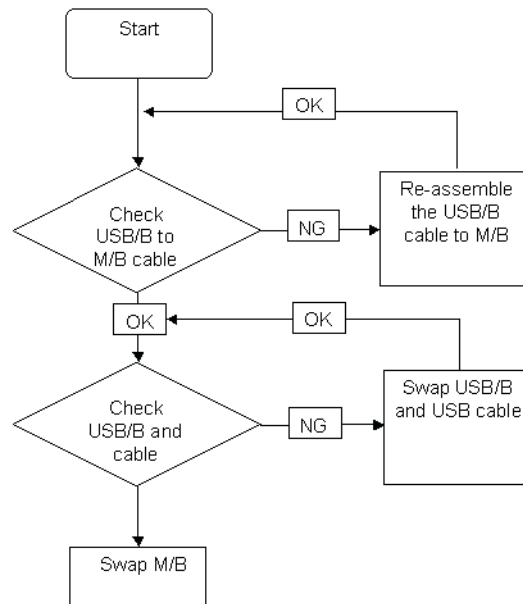 Start
OK
Check
USB/B to
M/B cable
NG
Re-assemble
the USB/B
cable to M/B
OK
OK
Check
USB/B and
cable
NG
Swap USB/B
and USB cable
Swap M/B